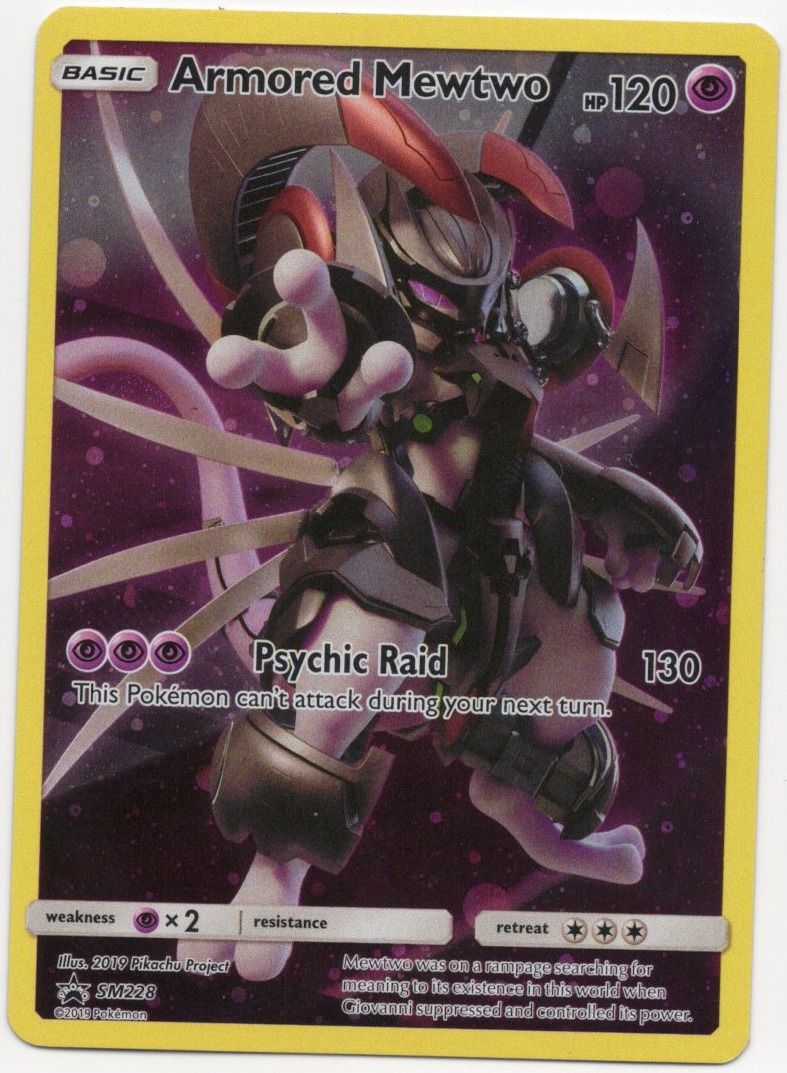 BASIC Armored Mewtwo HP120
Psychic Raid 130
This Pokémon can't attack during your next turn.
weakness ×2 resistance retreat
Illus. 2019 Pikachu Project
PROMO SM228
©2019 Pokémon
Mewtwo was on a rampage searching for
meaning to its existence in this world when
Giovanni suppressed and controlled its power.